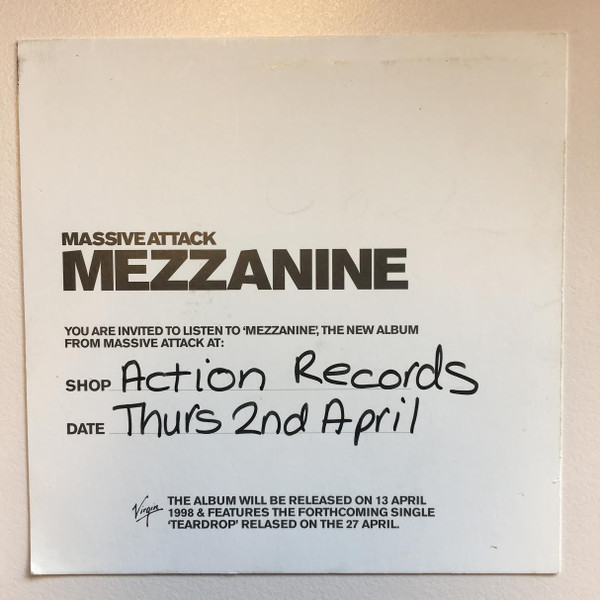 MASSIVE ATTACK
MEZZANINE
YOU ARE INVITED TO LISTEN TO 'MEZZANINE', THE NEW ALBUM
FROM MASSIVE ATTACK AT:
SHOP Action Records
DATE Thurs 2nd April
Virgin THE ALBUM WILL BE RELEASED ON 13 APRIL
1998 & FEATURES THE FORTHCOMING SINGLE
'TEARDROP' RELASED ON THE 27 APRIL.